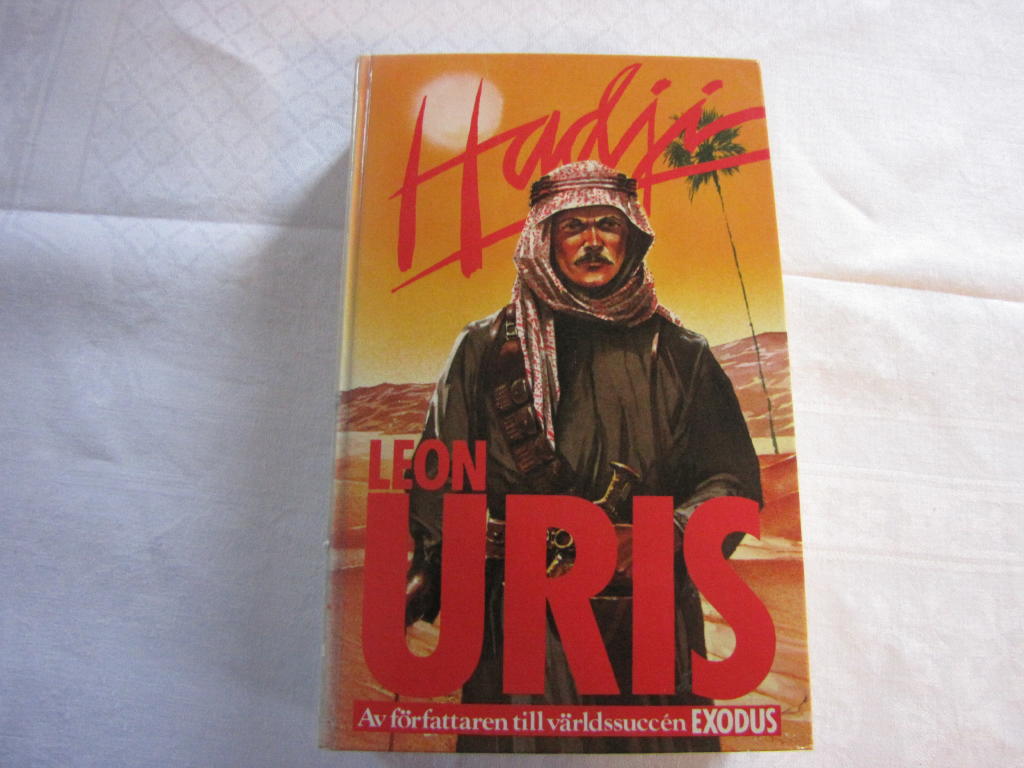 Hadji
LEON
URIS
Av författaren till världssuccén EXODUS